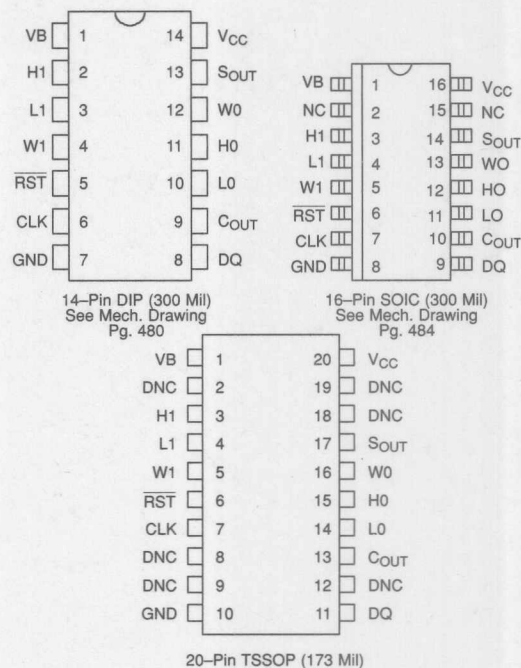 VB 1 14 VCC
H1 2 13 SOUT
L1 3 12 W0
W1 4 11 H0
RST 5 10 L0
CLK 6 9 COUT
GND 7 8 DQ
14–Pin DIP (300 Mil)
See Mech. Drawing
Pg. 480
VB 1 16 VCC
NC 2 15 NC
H1 3 14 SOUT
L1 4 13 WO
W1 5 12 HO
RST 6 11 LO
CLK 7 10 COUT
GND 8 9 DQ
16–Pin SOIC (300 Mil)
See Mech. Drawing
Pg. 484
VB 1 20 VCC
DNC 2 19 DNC
H1 3 18 DNC
L1 4 17 SOUT
W1 5 16 W0
RST 6 15 H0
CLK 7 14 L0
DNC 8 13 COUT
DNC 9 12 DNC
GND 10 11 DQ
20–Pin TSSOP (173 Mil)